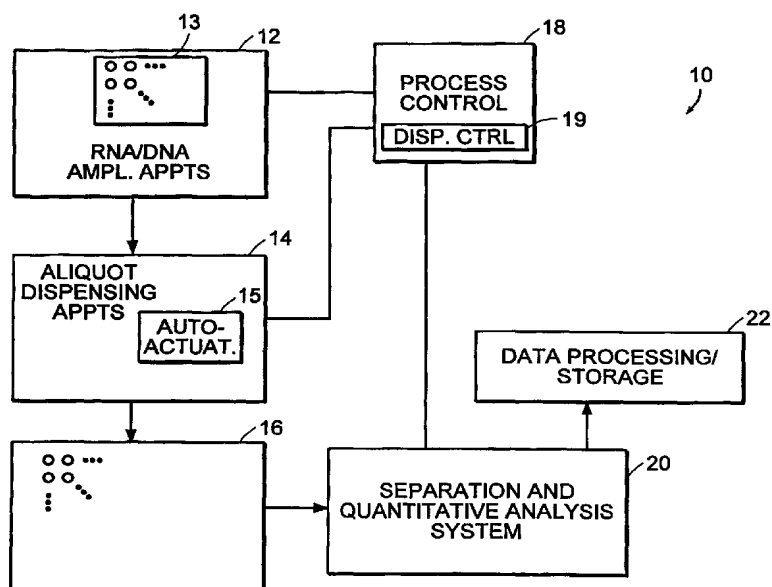 13
12
RNA/DNA
AMPL. APPTS
18
PROCESS
CONTROL
19
DISP. CTRL
10
14
ALIQUOT
DISPENSING
APPTS
15
AUTO-
ACTUAT.
22
DATA PROCESSING/
STORAGE
16
20
SEPARATION AND
QUANTITATIVE ANALYSIS
SYSTEM